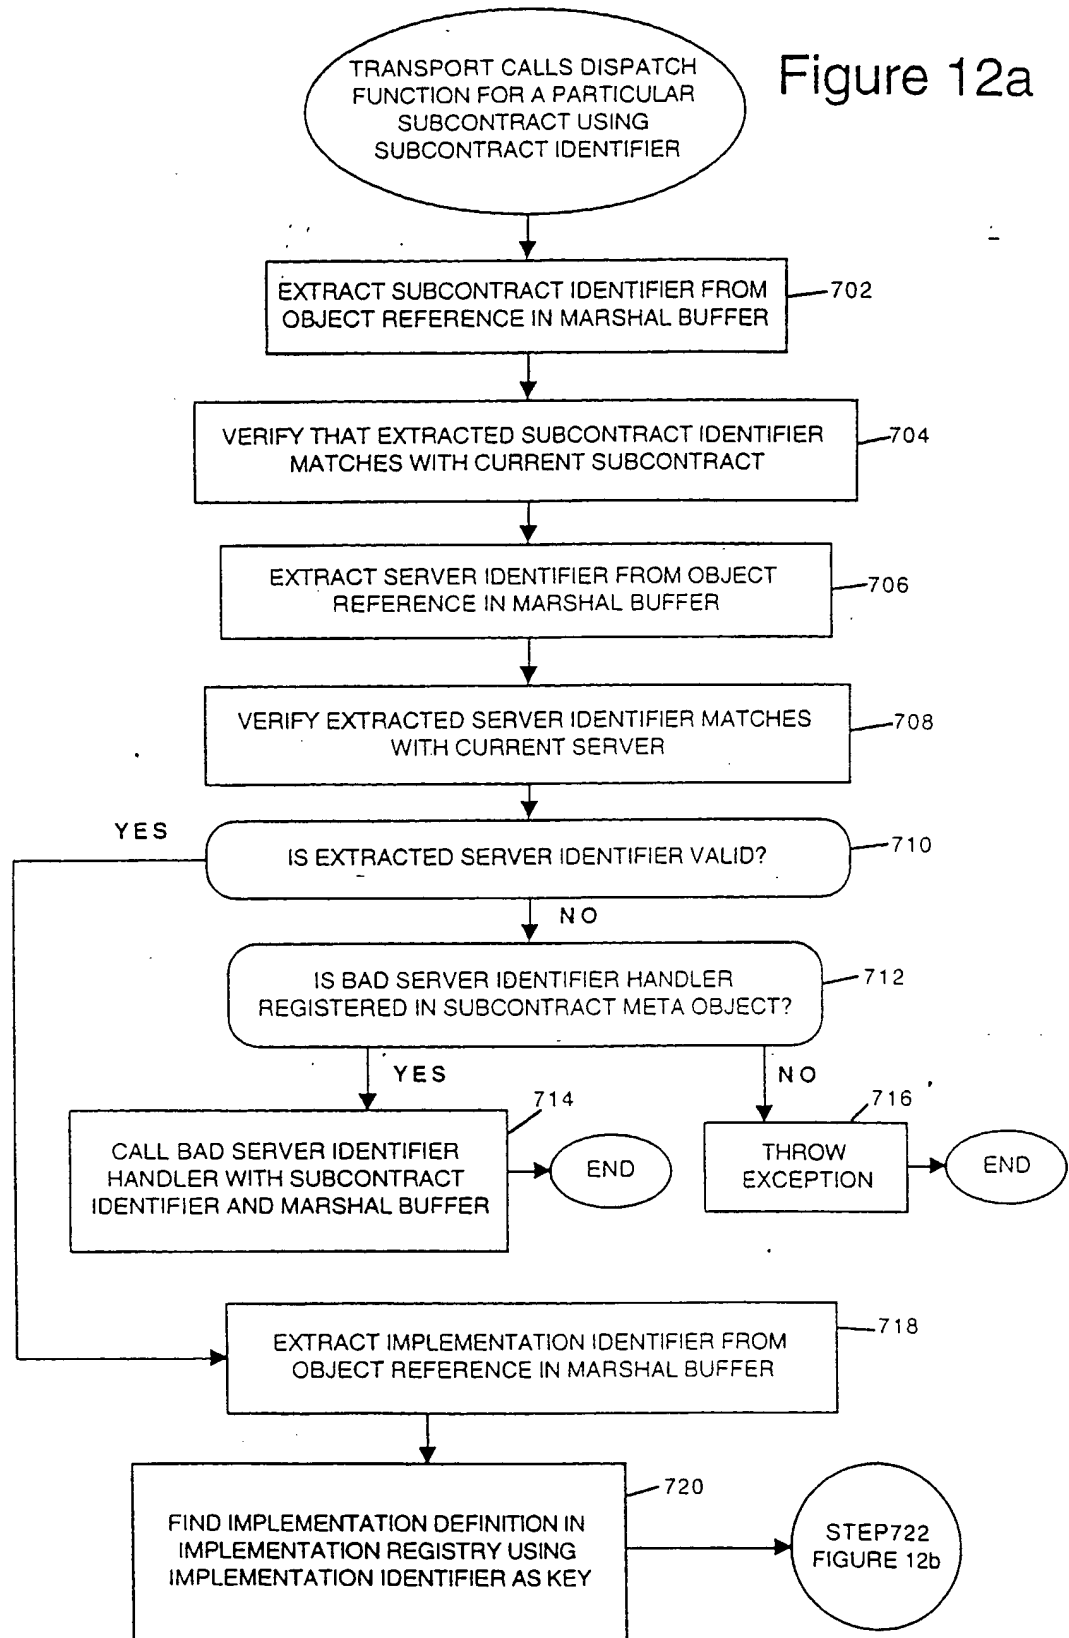 Figure 12a
TRANSPORT CALLS DISPATCH
FUNCTION FOR A PARTICULAR
SUBCONTRACT USING
SUBCONTRACT IDENTIFIER
EXTRACT SUBCONTRACT IDENTIFIER FROM
OBJECT REFERENCE IN MARSHAL BUFFER
702
VERIFY THAT EXTRACTED SUBCONTRACT IDENTIFIER
MATCHES WITH CURRENT SUBCONTRACT
704
EXTRACT SERVER IDENTIFIER FROM OBJECT
REFERENCE IN MARSHAL BUFFER
706
VERIFY EXTRACTED SERVER IDENTIFIER MATCHES
WITH CURRENT SERVER
708
YES
IS EXTRACTED SERVER IDENTIFIER VALID?
710
NO
IS BAD SERVER IDENTIFIER HANDLER
REGISTERED IN SUBCONTRACT META OBJECT?
712
YES
NO
714
CALL BAD SERVER IDENTIFIER
HANDLER WITH SUBCONTRACT
IDENTIFIER AND MARSHAL BUFFER
END
716
THROW
EXCEPTION
END
EXTRACT IMPLEMENTATION IDENTIFIER FROM
OBJECT REFERENCE IN MARSHAL BUFFER
718
FIND IMPLEMENTATION DEFINITION IN
IMPLEMENTATION REGISTRY USING
IMPLEMENTATION IDENTIFIER AS KEY
720
STEP722
FIGURE 12b